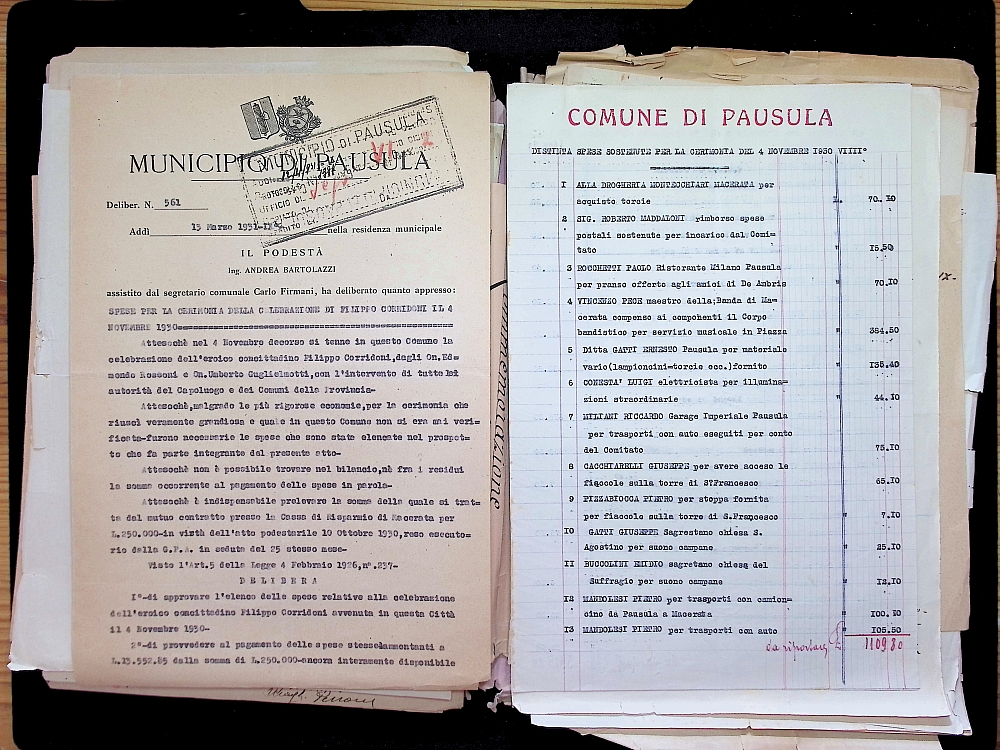 MUNICIPIO DI PAUSULA
MUNICIPIO DI PAUSULA
Deliber. N. 561
Addì 13 Marzo 1931 nella residenza municipale
IL PODESTÀ
Ing. ANDREA BARTOLAZZI
assistito dal segretario comunale Carlo Firmani, ha deliberato quanto appresso:
SPESE PER LA CERIMONIA DELLA CELEBRAZIONE DI FILIPPO CORRIDONI IL 4
NOVEMBRE 1930=
Attesochè nel 4 Novembre decorso si tenne in questo Comune la
celebrazione dell'eroico concittadino Filippo Corridoni,degli On.Ed=
mondo Rossoni e On.Umberto Guglielmotti,con l'intervento di tutte le
autorità del Capoluogo e dei Comuni della Provincia-
Attesochè,malgrado le più rigorose economie,per la cerimonia che
riuscì veramente grandiosa e quale in questo Comune non si era mai veri=
ficata-furono necessarie le spese che sono state elencate nel prospet=
to che fa parte integrante del presente atto-
Attesochè non è possibile trovare nel bilancio,nè fra i residui
la somma occorrente al pagamento delle spese in parola-
Attesochè è indispensabile prelevare la somma della quale si trat=
ta dal mutuo contratto presso la Cassa di Risparmio di Macerata per
L.250.000-in virtù dell'atto podestarile 10 Ottobre 1930,reso esecuto=
rio dalla G.P.A. in seduta del 25 stesso mese-
Visto l'Art.5 della Legge 4 Febbraio 1926,n°.237-
D E L I B E R A
I°-di approvare l'elenco delle spese relative alla celebrazione
dell'eroico concittadino Filippo Corridoni avvenuta in questa Città
il 4 Novembre 1930-
2°-di provvedere al pagamento delle spese stesse ammontanti a
L.13.552.85 dalla somma di L.250.000-ancora interamente disponibile
COMUNE DI PAUSULA
DISTINTA SPESE SOSTENUTE PER LA CERIMONIA DEL 4 NOVEMBRE 1930 VIIII°
I ALLA DROGHERIA MONTECCHIARI MACERATA per
acquisto torcie L. 70.10
2 SIG. ROBERTO MADDALONI rimborso spese
postali sostenute per incarico dal Comi=
tato " 15.50
3 ROCCHETTI PAOLO Ristorante Milano Pausula
per pranso offerto agli amici di De Ambris " 70.10
4 VINCENZO PECE maestro della;Banda di Ma=
cerata compenso ai componenti il Corpo
bandistico per servizio musicale in Piazza " 384.50
5 Ditta GATTI ERNESTO Pausula per materiale
vario(lampioncini=torcie ecc.)fornito " 135.40
6 CONESTA' LUIGI elettricista per illumina=
zioni straordinarie " 44.10
7 MILIANI RICCARDO Garage Imperiale Pausula
per trasporti con auto eseguiti per conto
del Comitato " 75.10
8 CACCHIARELLI GIUSEPPE per avere acceso le
fiaccole sulla torre di S.Francesco " 65.10
9 PIZZABIOCCA PIETRO per stoppa fornita
per fiaccole sulla torre di S.Francesco " 7.10
10 GATTI GIUSEPPE Sagrestano chiesa S.
Agostino per suono campane " 25.10
II BUCCOLINI EMIDIO sagretano chiesa del
Suffragio per suono campane " 12.10
12 MANDOLESI PIETRO per trasporti con camion=
cino da Pausula a Macerata " 100.10
13 MANDOLESI PIETRO per trasporti con auto " 105.50
da riportare L 1109 80